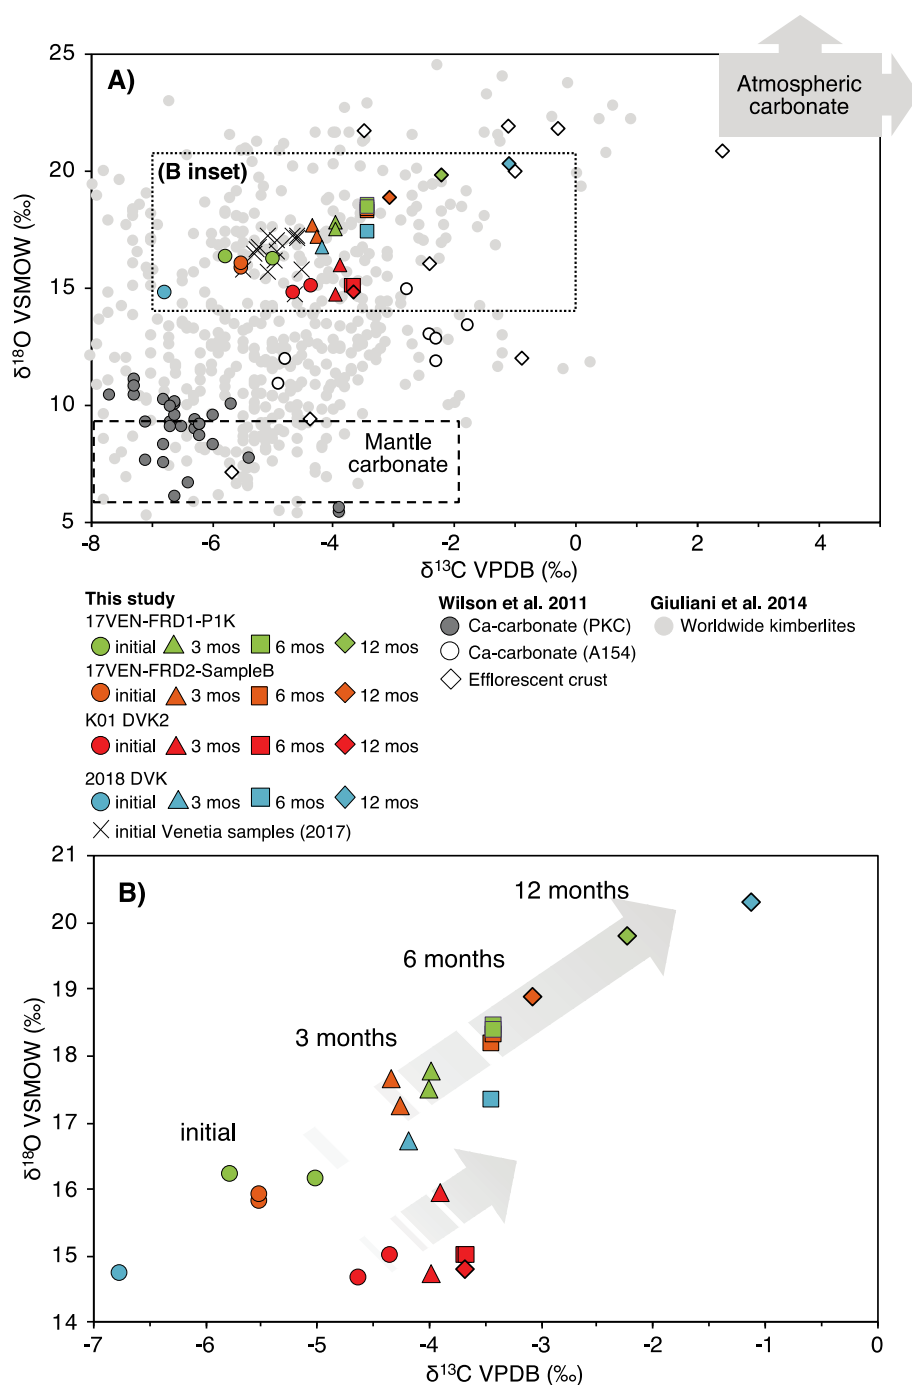 A)
Atmospheric
carbonate
(B inset)
Mantle
carbonate
25
20
15
10
5
δ18O VSMOW (‰)
-8
-6
-4
-2
0
2
4
δ13C VPDB (‰)
This study
17VEN-FRD1-P1K
initial 3 mos 6 mos 12 mos
17VEN-FRD2-SampleB
initial 3 mos 6 mos 12 mos
K01 DVK2
initial 3 mos 6 mos 12 mos
2018 DVK
initial 3 mos 6 mos 12 mos
initial Venetia samples (2017)
Wilson et al. 2011
Ca-carbonate (PKC)
Ca-carbonate (A154)
Efflorescent crust
Giuliani et al. 2014
Worldwide kimberlites
B)
12 months
6 months
3 months
initial
21
20
19
18
17
16
15
14
δ18O VSMOW (‰)
-7
-6
-5
-4
-3
-2
-1
0
δ13C VPDB (‰)